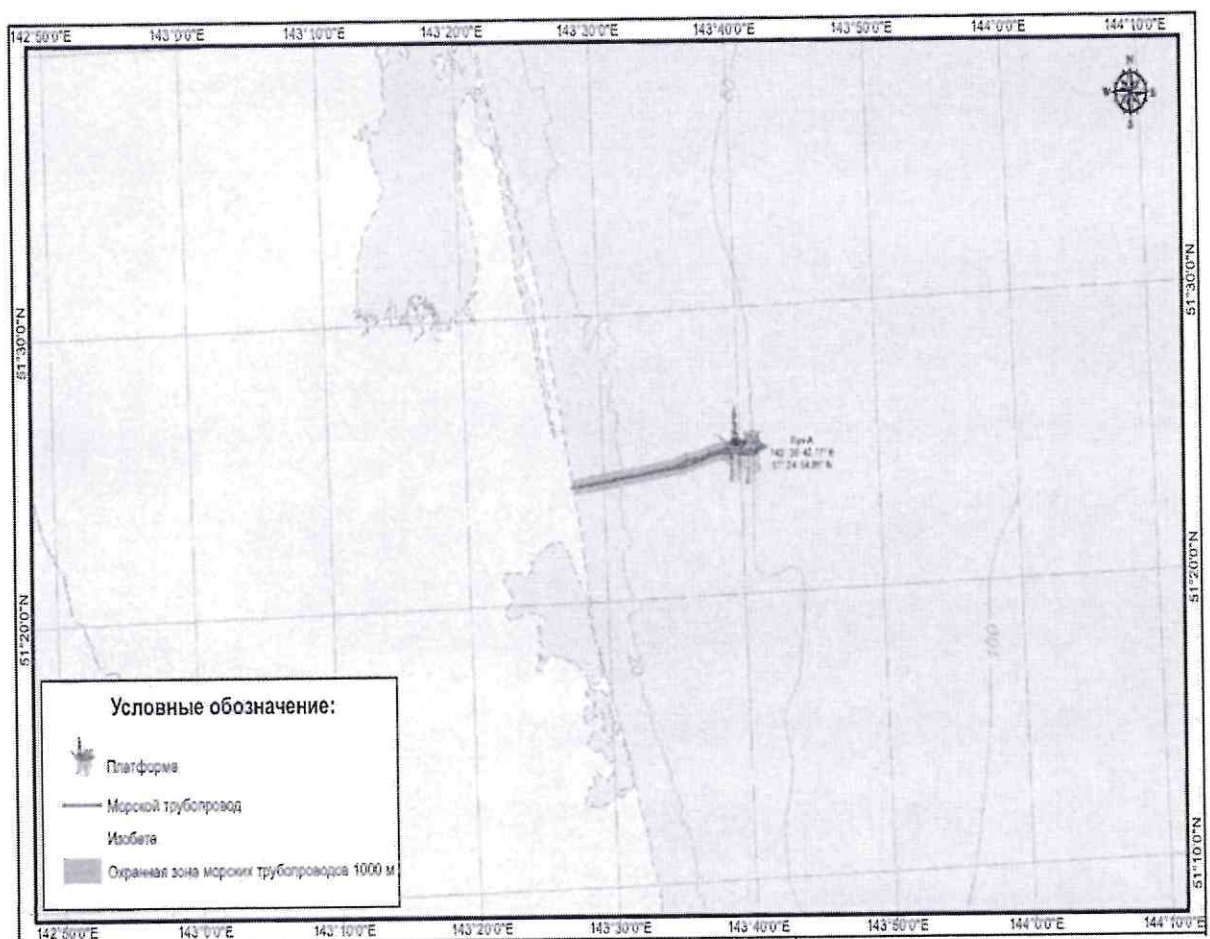 142°50'0"E 143°0'0"E 143°10'0"E 143°20'0"E 143°30'0"E 143°40'0"E 143°50'0"E 144°0'0"E 144°10'0"E
N
W
S
51°30'0"N
51°30'0"N
51°20'0"N
51°20'0"N
20
100
51°10'0"N
Условные обозначение:
Платформа
Морской трубопровод
Изобата
Охранная зона морских трубопроводов 1000 м
142°50'0"E 143°0'0"E 143°10'0"E 143°20'0"E 143°30'0"E 143°40'0"E 143°50'0"E 144°0'0"E 144°10'0"E